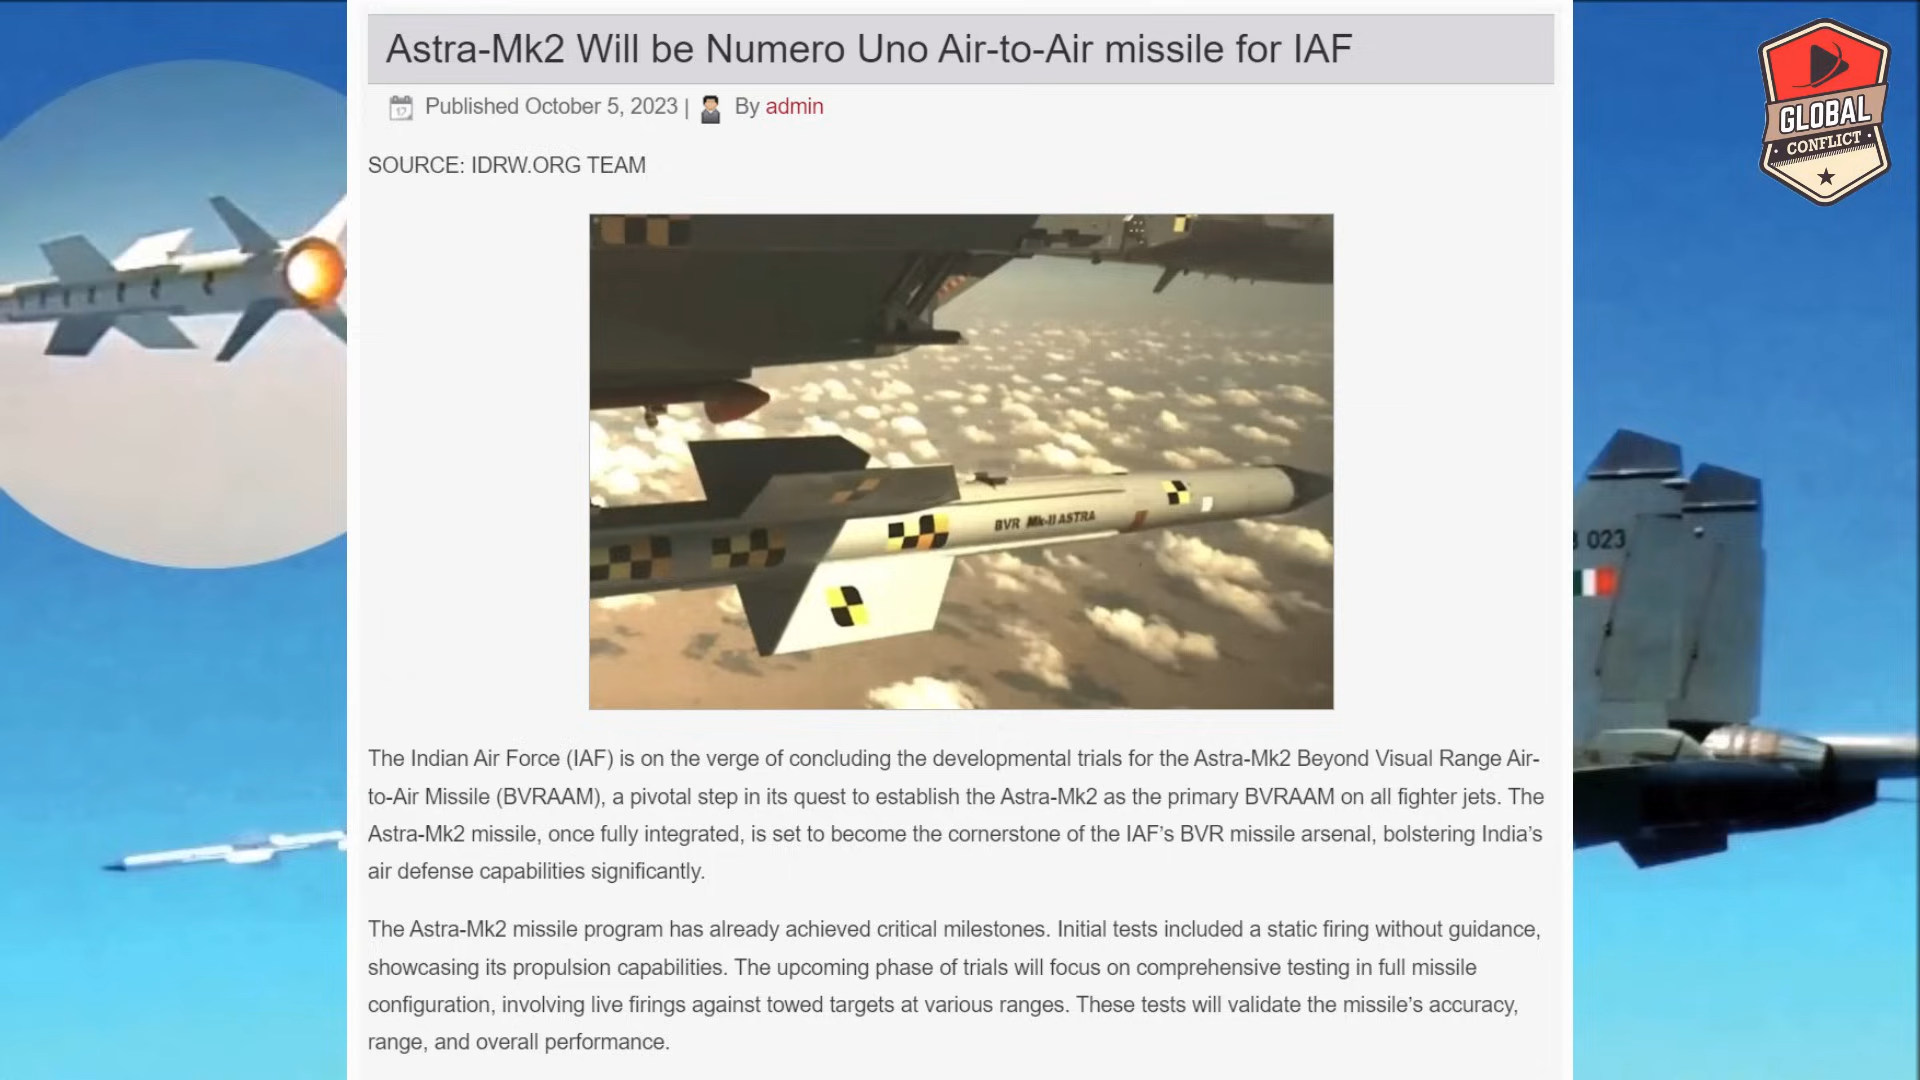 Astra-Mk2 Will be Numero Uno Air-to-Air missile for IAF
17 Published October 5, 2023 | By admin
SOURCE: IDRW.ORG TEAM
BVR Mk-II ASTRA
The Indian Air Force (IAF) is on the verge of concluding the developmental trials for the Astra-Mk2 Beyond Visual Range Air-
to-Air Missile (BVRAAM), a pivotal step in its quest to establish the Astra-Mk2 as the primary BVRAAM on all fighter jets. The
Astra-Mk2 missile, once fully integrated, is set to become the cornerstone of the IAF’s BVR missile arsenal, bolstering India’s
air defense capabilities significantly.
The Astra-Mk2 missile program has already achieved critical milestones. Initial tests included a static firing without guidance,
showcasing its propulsion capabilities. The upcoming phase of trials will focus on comprehensive testing in full missile
configuration, involving live firings against towed targets at various ranges. These tests will validate the missile’s accuracy,
range, and overall performance.
GLOBAL
CONFLICT
023